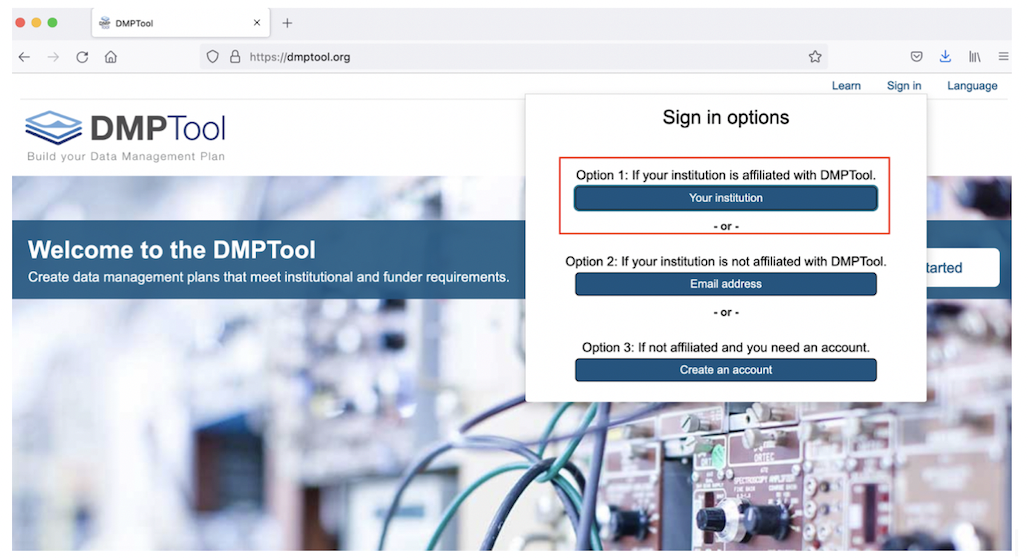 DMPTool
https://dmptool.org
Learn Sign in Language
DMPTool
Build your Data Management Plan
Sign in options
Option 1: If your institution is affiliated with DMPTool.
Your institution
- or -
Welcome to the DMPTool
Create data management plans that meet institutional and funder requirements.
Option 2: If your institution is not affiliated with DMPTool.
tarted
Email address
- or -
Option 3: If not affiliated and you need an account.
Create an account
ORTEC
SPECTROSCOPY AMPLIFIER